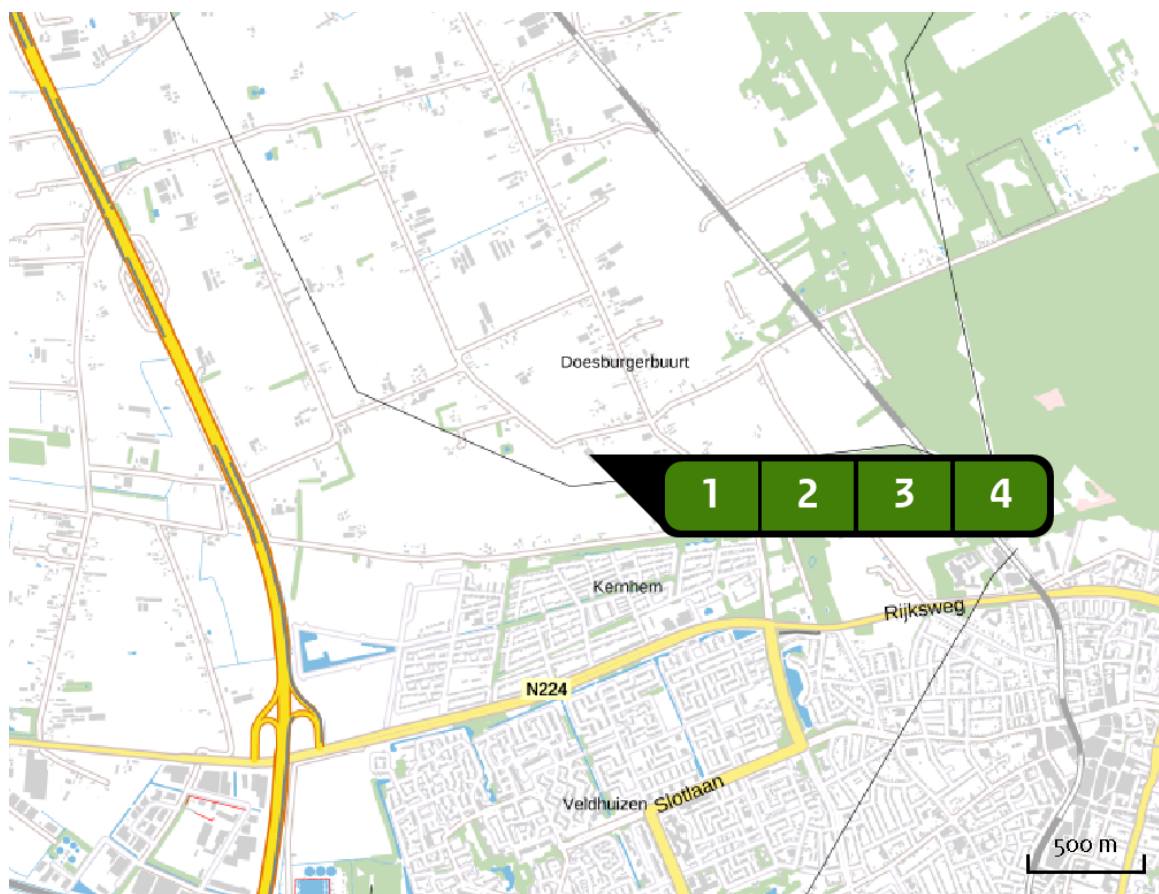 Doesburgerbuurt
1 2 3 4
Kernhem
Rijksweg
N224
Veldhuizen
Slotlaan
500 m